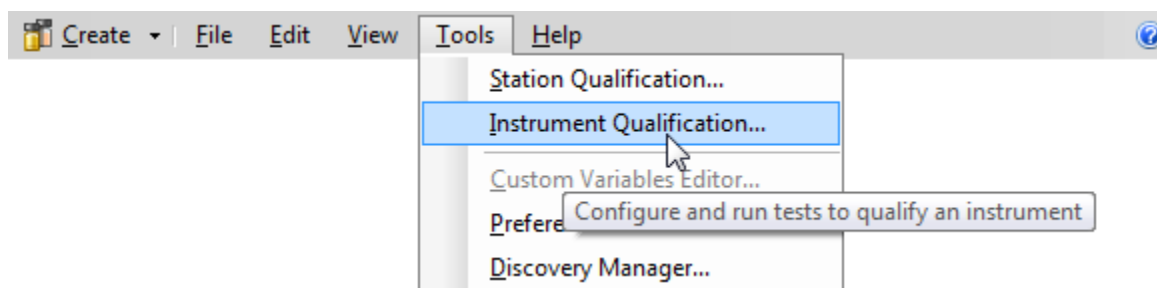 Create File Edit View Tools Help
Station Qualification...
Instrument Qualification...
Custom Variables Editor...
Configure and run tests to qualify an instrument
Discovery Manager...